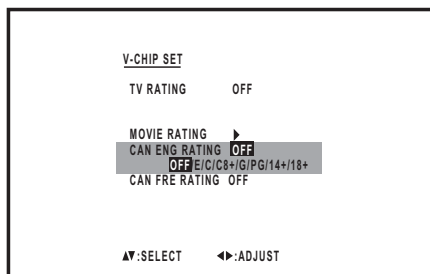 V-CHIP SET
TV RATING OFF
MOVIE RATING ▶
CAN ENG RATING OFF
OFF/E/C/C8+/G/PG/14+/18+
CAN FRE RATING OFF
▲▼:SELECT ◀▶:ADJUST